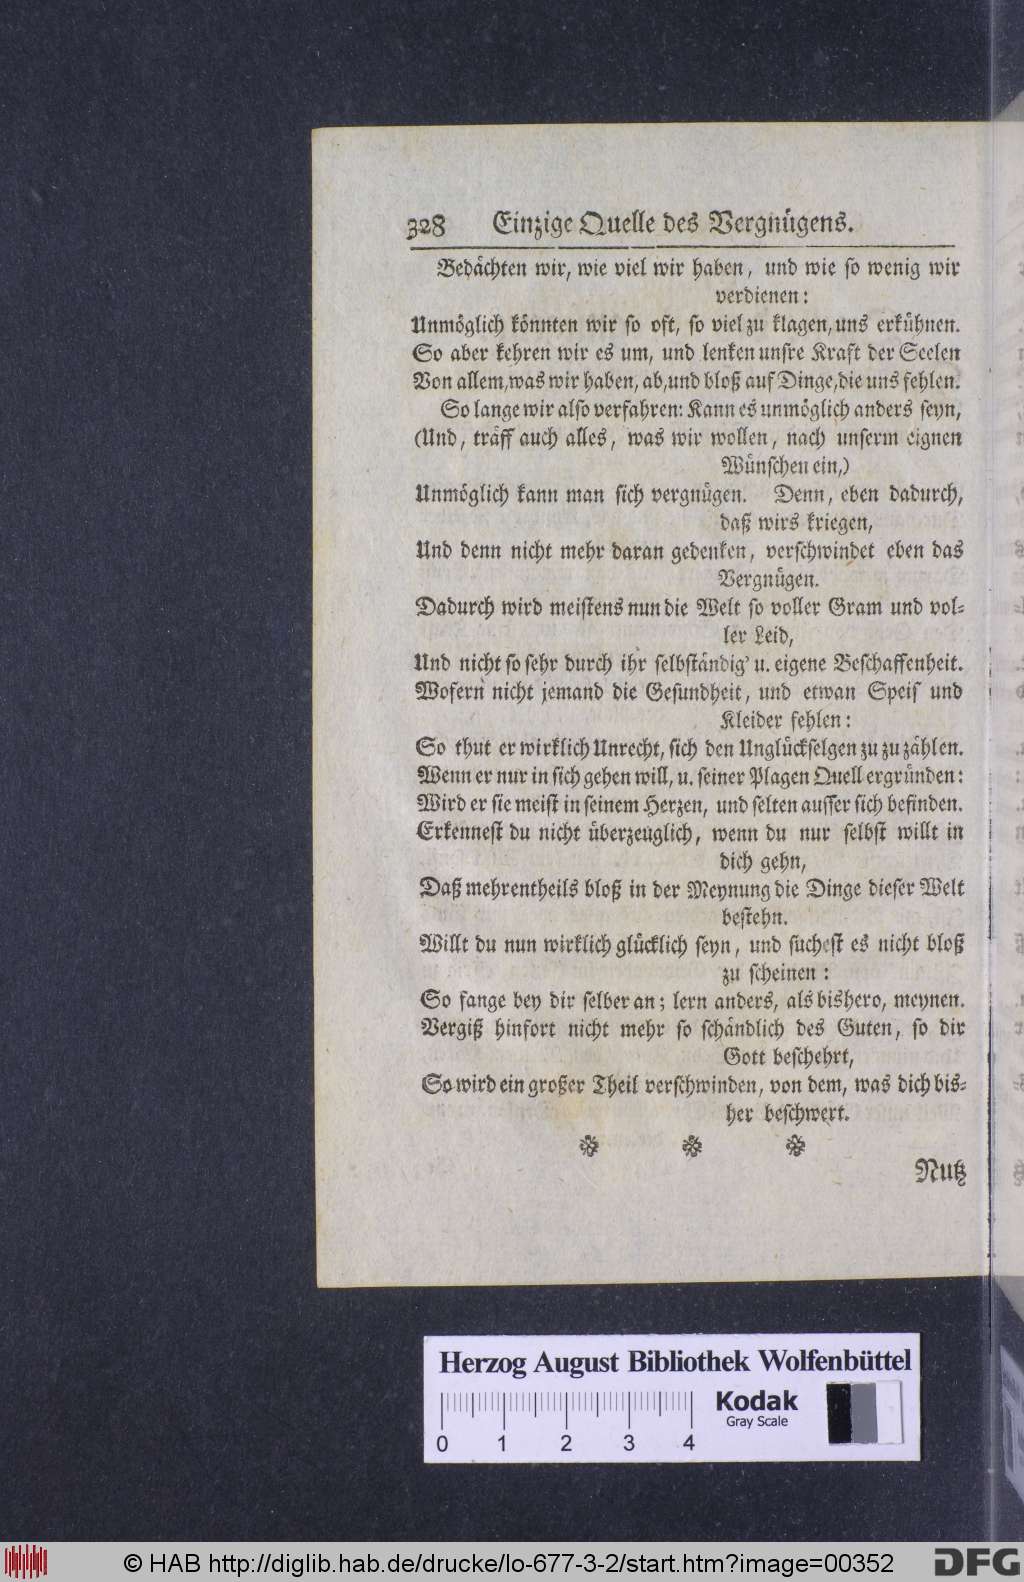 328 Einzige Quelle des Vergnügens.
Bedächten wir, wie viel wir haben, und wie so wenig wir
verdienen:
Unmöglich könnten wir so oft, so viel zu klagen, uns erkühnen.
So aber kehren wir es um, und lenken unsre Kraft der Seelen
Von allem, was wir haben, ab, und bloß auf Dinge, die uns fehlen.
So lange wir also verfahren: Kann es unmöglich anders seyn,
(Und, träff auch alles, was wir wollen, nach unserm eignen
Wünschen ein,)
Unmöglich kann man sich vergnügen. Denn, eben dadurch,
daß wirs kriegen,
Und denn nicht mehr daran gedenken, verschwindet eben das
Vergnügen.
Dadurch wird meistens nun die Welt so voller Gram und vol=
ler Leid,
Und nicht so sehr durch ihr selbständig' u. eigene Beschaffenheit.
Wofern nicht jemand die Gesundheit, und etwan Speis und
Kleider fehlen:
So thut er wirklich Unrecht, sich den Unglückselgen zu zu zählen.
Wenn er nur in sich gehen will, u. seiner Plagen Quell ergründen:
Wird er sie meist in seinem Herzen, und selten ausser sich befinden.
Erkennest du nicht überzeuglich, wenn du nur selbst willt in
dich gehn,
Daß mehrentheils bloß in der Meynung die Dinge dieser Welt
bestehn.
Willt du nun wirklich glücklich seyn, und suchest es nicht bloß
zu scheinen:
So fange bey dir selber an; lern anders, als bishero, meynen.
Vergiß hinfort nicht mehr so schändlich des Guten, so dir
Gott beschehrt,
So wird ein großer Theil verschwinden, von dem, was dich bis=
her beschwert.
Nutz
Herzog August Bibliothek Wolfenbüttel
Kodak
Gray Scale
0 1 2 3 4
© HAB http://diglib.hab.de/drucke/lo-677-3-2/start.htm?image=00352
DFG